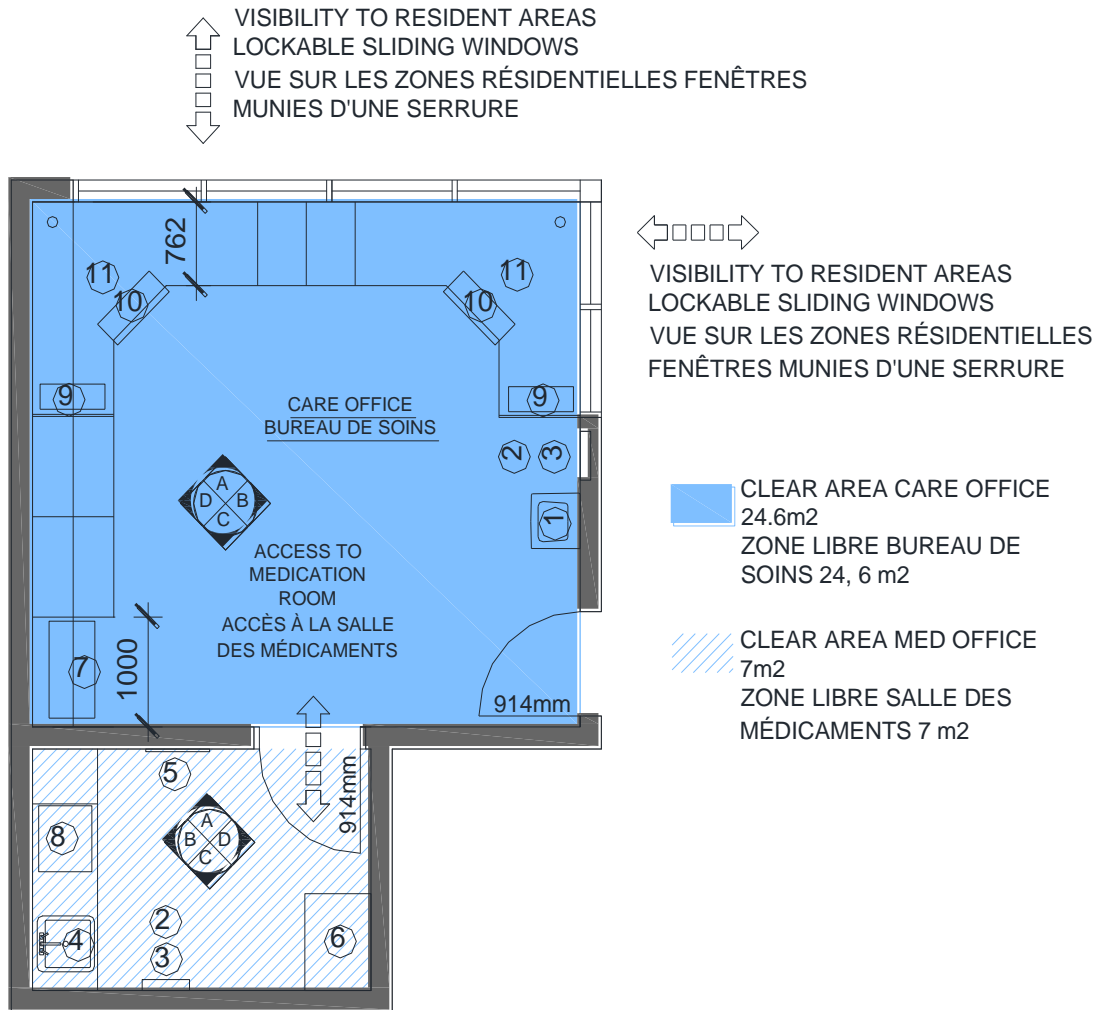 VISIBILITY TO RESIDENT AREAS
LOCKABLE SLIDING WINDOWS
VUE SUR LES ZONES RÉSIDENTIELLES FENÊTRES
MUNIES D'UNE SERRURE
762
11
11
10
10
VISIBILITY TO RESIDENT AREAS
LOCKABLE SLIDING WINDOWS
VUE SUR LES ZONES RÉSIDENTIELLES
FENÊTRES MUNIES D'UNE SERRURE
9
9
CARE OFFICE
BUREAU DE SOINS
2
3
A
D B
C
1
CLEAR AREA CARE OFFICE
24.6m2
ZONE LIBRE BUREAU DE
SOINS 24, 6 m2
ACCESS TO
MEDICATION
ROOM
ACCÈS À LA SALLE
DES MÉDICAMENTS
7
1000
914mm
CLEAR AREA MED OFFICE
7m2
ZONE LIBRE SALLE DES
MÉDICAMENTS 7 m2
5
914mm
8
A
B D
C
2
3
4
6